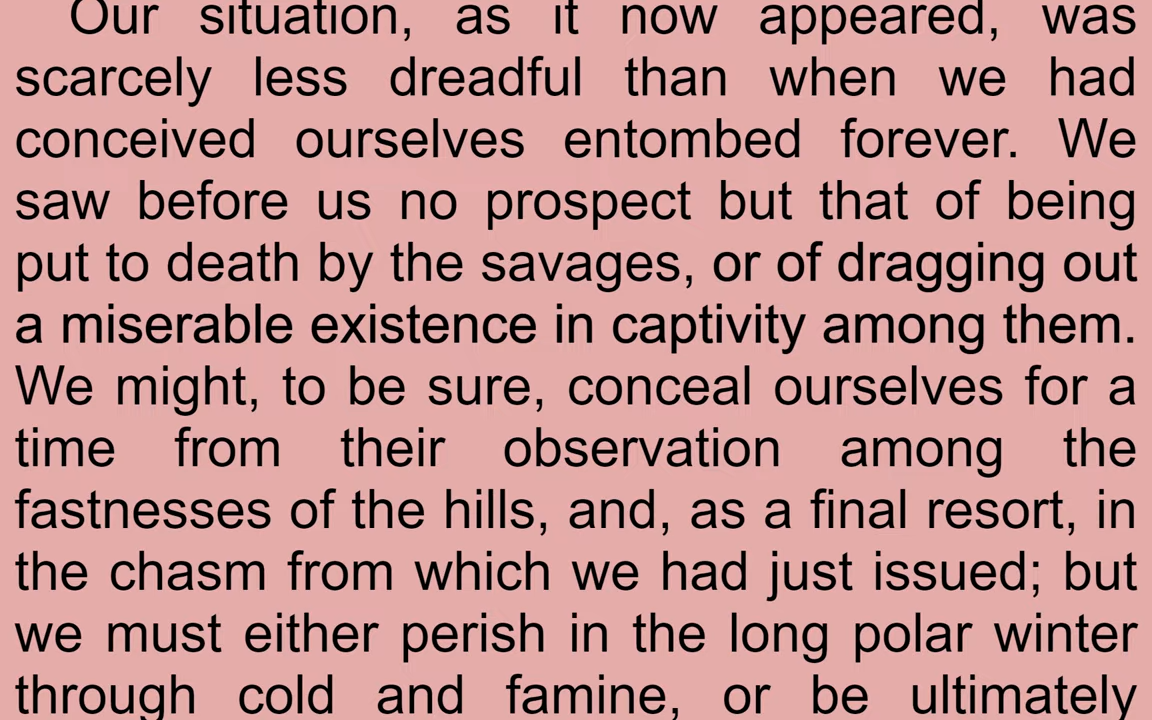 Our situation, as it now appeared, was
scarcely less dreadful than when we had
conceived ourselves entombed forever. We
saw before us no prospect but that of being
put to death by the savages, or of dragging out
a miserable existence in captivity among them.
We might, to be sure, conceal ourselves for a
time from their observation among the
fastnesses of the hills, and, as a final resort, in
the chasm from which we had just issued; but
we must either perish in the long polar winter
through cold and famine, or be ultimately